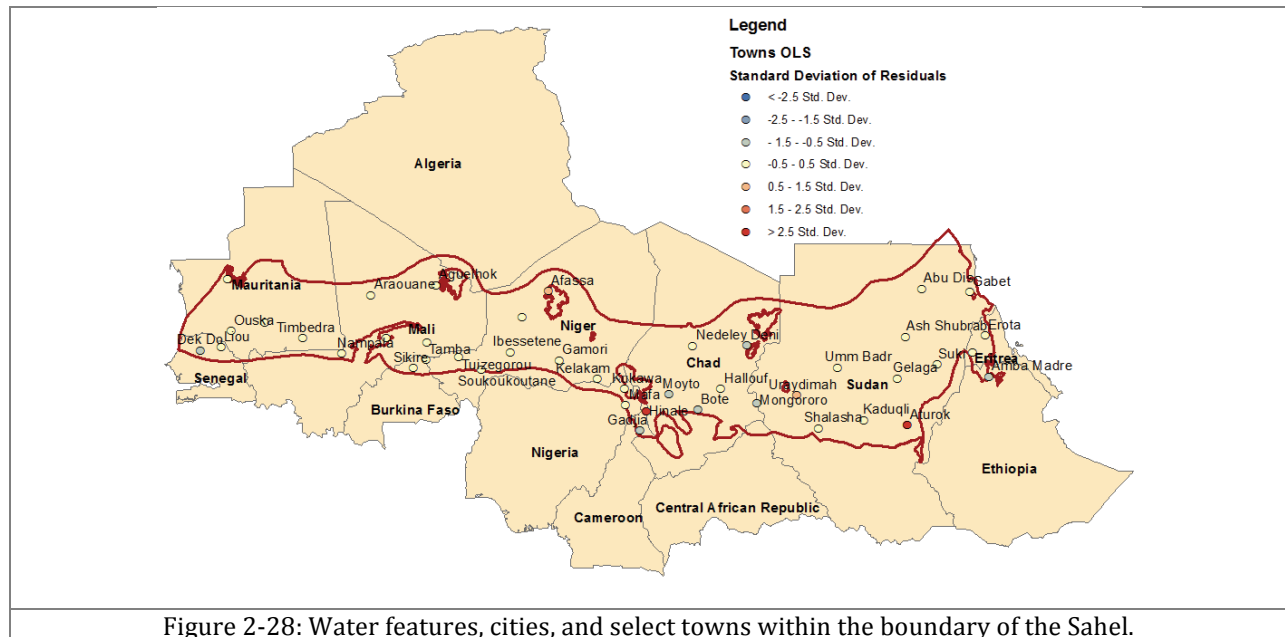 Legend
Towns OLS
Standard Deviation of Residuals
< -2.5 Std. Dev.
-2.5 - -1.5 Std. Dev.
- 1.5 - -0.5 Std. Dev.
-0.5 - 0.5 Std. Dev.
0.5 - 1.5 Std. Dev.
1.5 - 2.5 Std. Dev.
> 2.5 Std. Dev.
Algeria
Mauritania
Araouane
Aguelhok
Afassa
Abu Dis
Gabet
Ouska
Timbedra
Dek Do
Liou
Nampala
Mali
Niger
Nedeley Deni
Ash Shubrab
Erota
Sikire
Tamba
Ibessetene
Gamori
Chad
Umm Badr
Suki
Eritrea
Senegal
Tuizegorou
Soukoukoutane
Kelakam
Kukawa
Moyto
Hallouf
Uraydimah
Sudan
Gelaga
Amba Madre
Burkina Faso
Mafa
Hinale
Bote
Mongororo
Gadjia
Shalasha
Kaduqli
Aturok
Nigeria
Ethiopia
Cameroon
Central African Republic
Figure 2-28: Water features, cities, and select towns within the boundary of the Sahel.